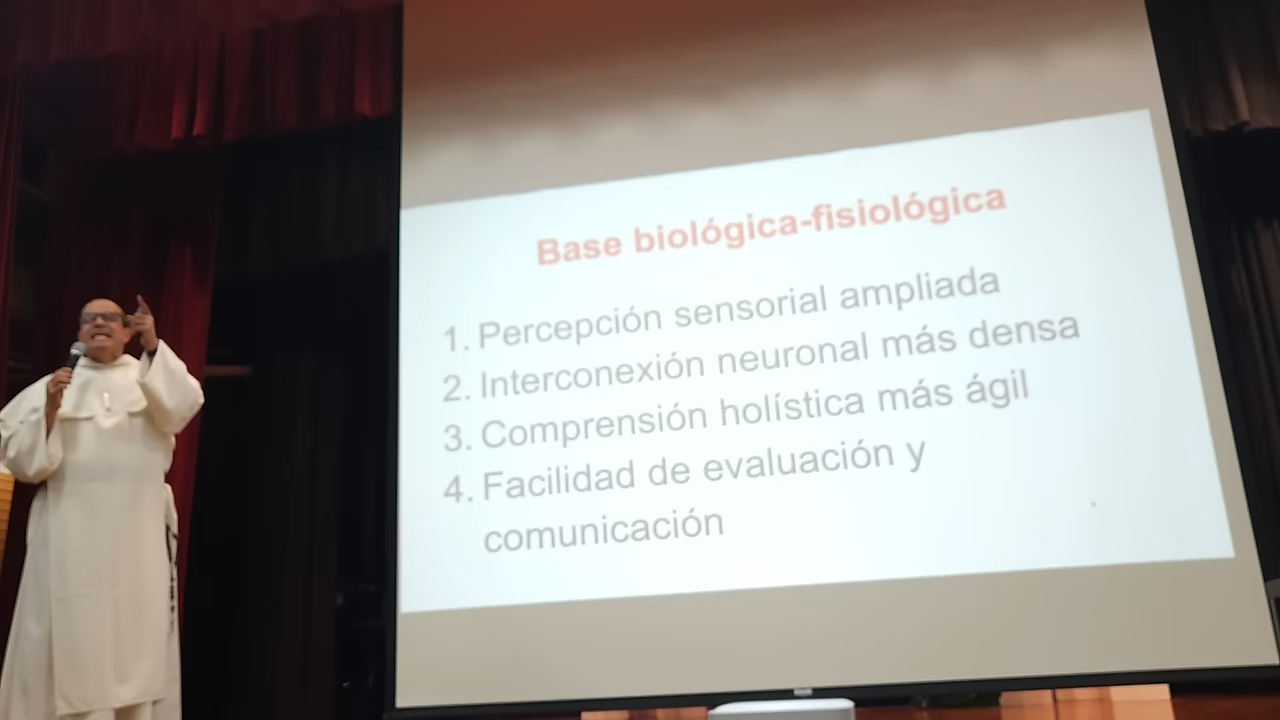 Base biológica-fisiológica
1. Percepción sensorial ampliada
2. Interconexión neuronal más densa
3. Comprensión holística más ágil
4. Facilidad de evaluación y
comunicación